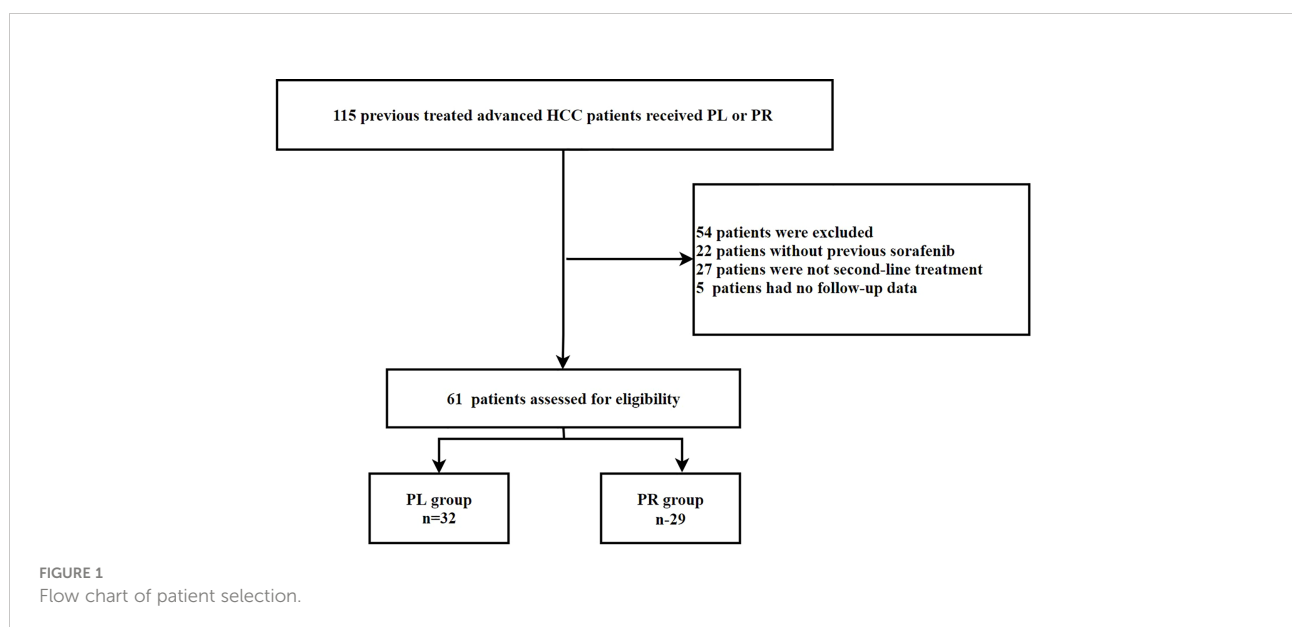 115 previous treated advanced HCC patients received PL or PR
54 patients were excluded
22 patiens without previous sorafenib
27 patiens were not second-line treatment
5 patiens had no follow-up data
61 patients assessed for eligibility
PL group
n=32
PR group
n-29
FIGURE 1
Flow chart of patient selection.